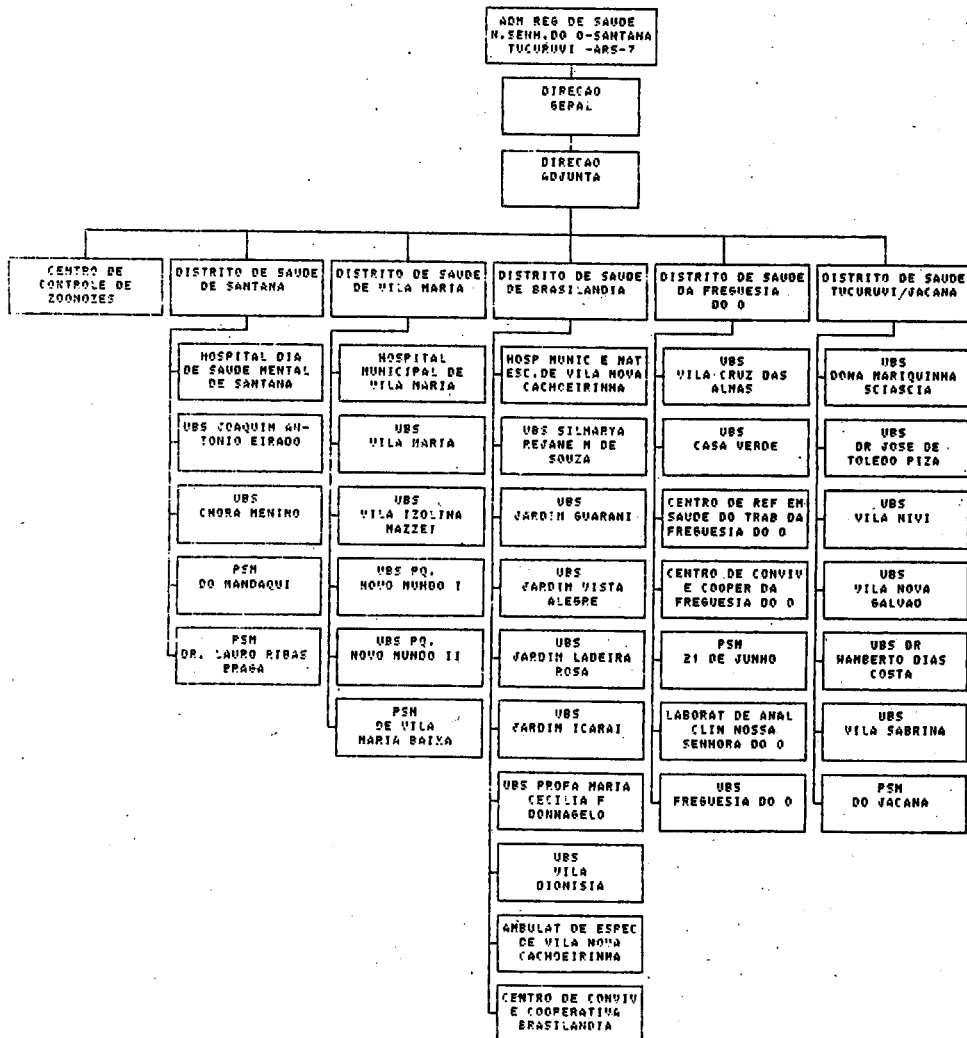 ADM REG DE SAUDE
N.SENH.DO O-SANTANA
TUCURUVI -ARS-7
DIRECAO
GERAL
DIRECAO
ADJUNTA
CENTRO DE
CONTROLE DE
ZOONOZES
DISTRITO DE SAUDE
DE SANTANA
DISTRITO DE SAUDE
DE VILA MARIA
DISTRITO DE SAUDE
DE BRASILANDIA
DISTRITO DE SAUDE
DA FREGUESIA
DO O
DISTRITO DE SAUDE
TUCURUVI/JACANA
HOSPITAL DIA
DE SAUDE MENTAL
DE SANTANA
UBS JOAQUIM AN-
TONIO EIRADO
UBS
CHORA MENINO
PSM
DO MANDAQUI
PSM
DR. LAURO RIBAS
BRAGA
HOSPITAL
MUNICIPAL DE
VILA MARIA
UBS
VILA MARIA
UBS
VILA IZOLINA
MAZZEI
UBS PQ.
NOVO MUNDO I
UBS PQ.
NOVO MUNDO II
PSM
DE VILA
MARIA BAIXA
HOSP MUNIC E MAT
ESC.DE VILA NOVA
CACHOEIRINHA
UBS SILMARYA
REJANE M DE
SOUZA
UBS
JARDIM GUARANI
UBS
JARDIM VISTA
ALEGRE
UBS
JARDIM LADEIRA
ROSA
UBS
JARDIM ICARAI
UBS PROFA MARIA
CECILIA F
DONNAGELO
UBS
VILA
DIONISIA
AMBULAT DE ESPEC
DE VILA NOVA
CACHOEIRINHA
CENTRO DE CONVIV
E COOPERATIVA
BRASILANDIA
UBS
VILA CRUZ DAS
ALMAS
UBS
CASA VERDE
CENTRO DE REF EM
SAUDE DO TRAB DA
FREGUESIA DO O
CENTRO DE CONVIV
E COOPER DA
FREGUESIA DO O
PSM
21 DE JUNHO
LABORAT DE ANAL
CLIN NOSSA
SENHORA DO O
UBS
FREGUESIA DO O
UBS
DONA MARIQUINHA
SCIASCIA
UBS
DR JOSE DE
TOLEDO PIZA
UBS
VILA NIVI
UBS
VILA NOVA
GALVAO
UBS DR
WAMBERTO DIAS
COSTA
UBS
VILA SABRINA
PSM
DO JACANA